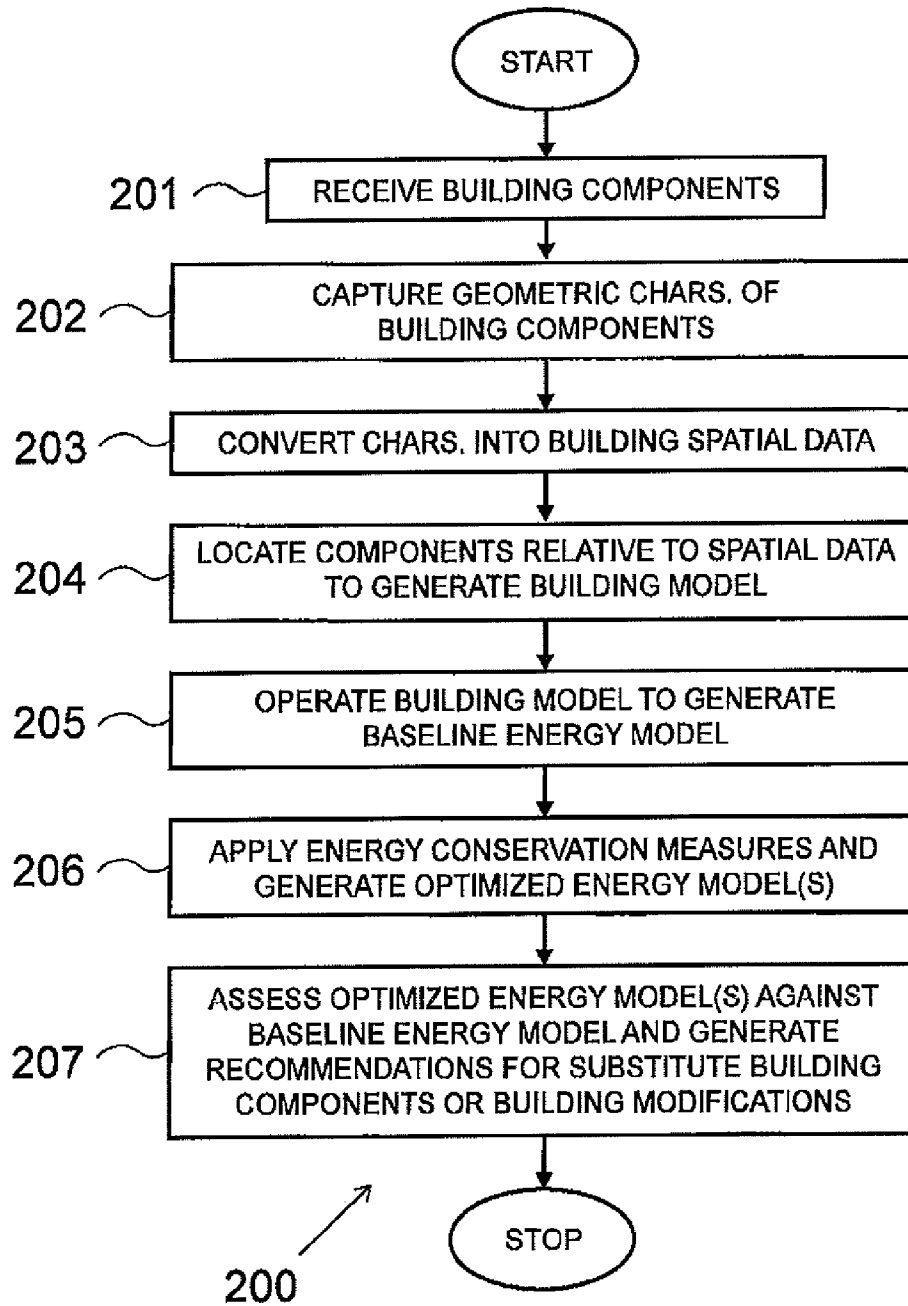 START
201
RECEIVE BUILDING COMPONENTS
202
CAPTURE GEOMETRIC CHARS. OF
BUILDING COMPONENTS
203
CONVERT CHARS. INTO BUILDING SPATIAL DATA
204
LOCATE COMPONENTS RELATIVE TO SPATIAL DATA
TO GENERATE BUILDING MODEL
205
OPERATE BUILDING MODEL TO GENERATE
BASELINE ENERGY MODEL
206
APPLY ENERGY CONSERVATION MEASURES AND
GENERATE OPTIMIZED ENERGY MODEL(S)
207
ASSESS OPTIMIZED ENERGY MODEL(S) AGAINST
BASELINE ENERGY MODEL AND GENERATE
RECOMMENDATIONS FOR SUBSTITUTE BUILDING
COMPONENTS OR BUILDING MODIFICATIONS
STOP
200